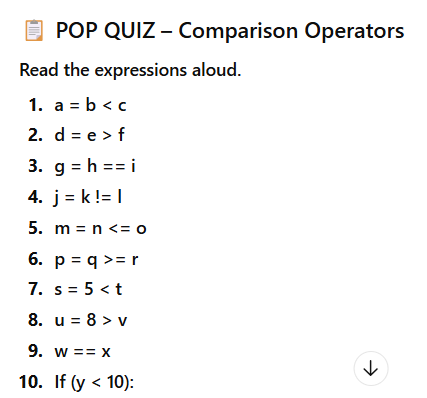 POP QUIZ – Comparison Operators
Read the expressions aloud.
1. a = b < c
2. d = e > f
3. g = h == i
4. j = k != l
5. m = n <= o
6. p = q >= r
7. s = 5 < t
8. u = 8 > v
9. w == x
10. If (y < 10):